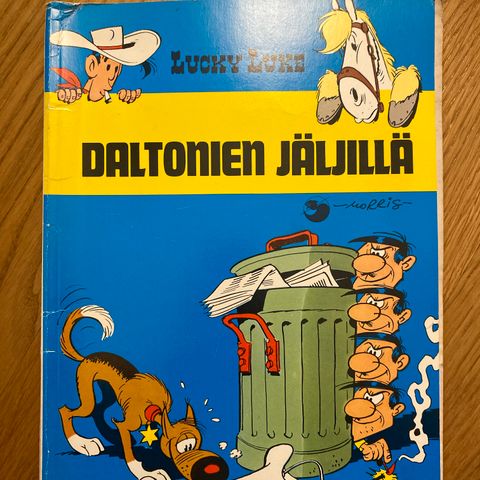 LUCKY LUKE
DALTONIEN JÄLJILLÄ
MORRIS